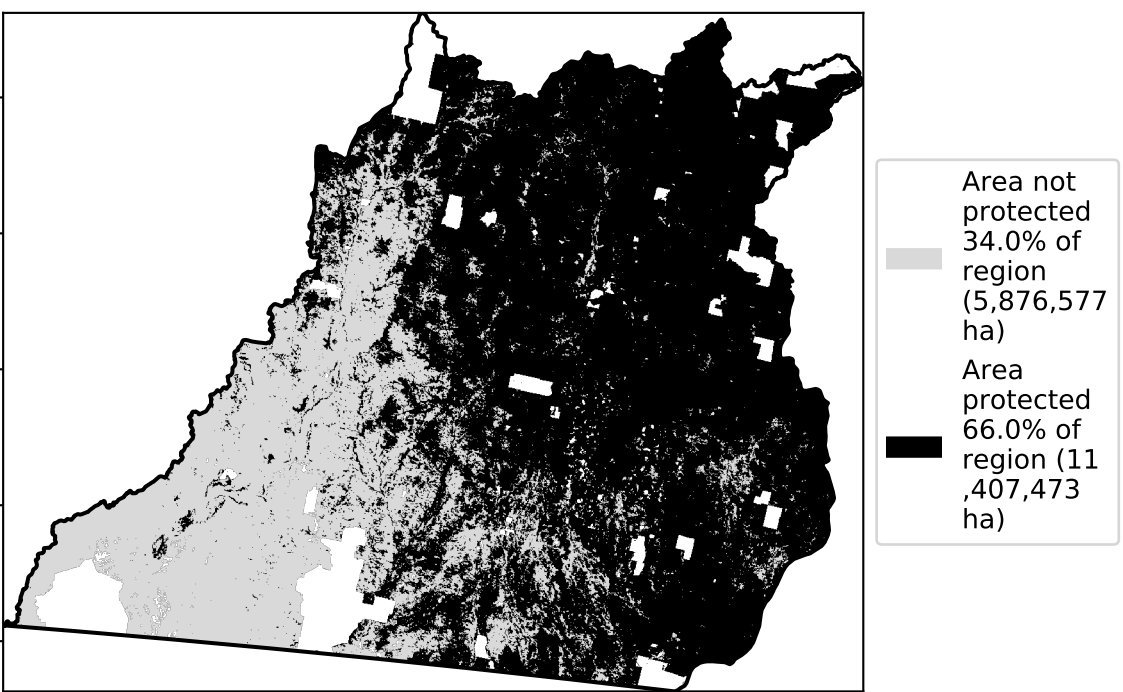 Area not
protected
34.0% of
region
(5,876,577
ha)
Area
protected
66.0% of
region (11
,407,473
ha)